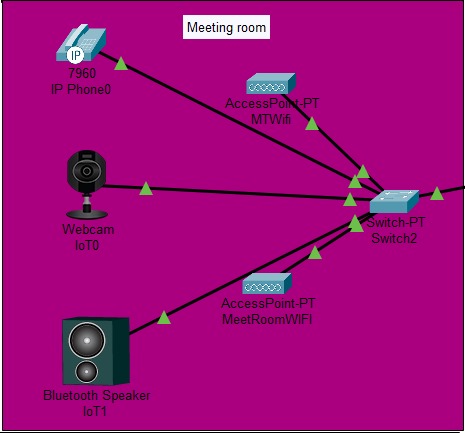 Meeting room
IP
7960
IP Phone0
AccessPoint-PT
MTWifi
Webcam
IoT0
Switch-PT
Switch2
AccessPoint-PT
MeetRoomWIFI
Bluetooth Speaker
IoT1